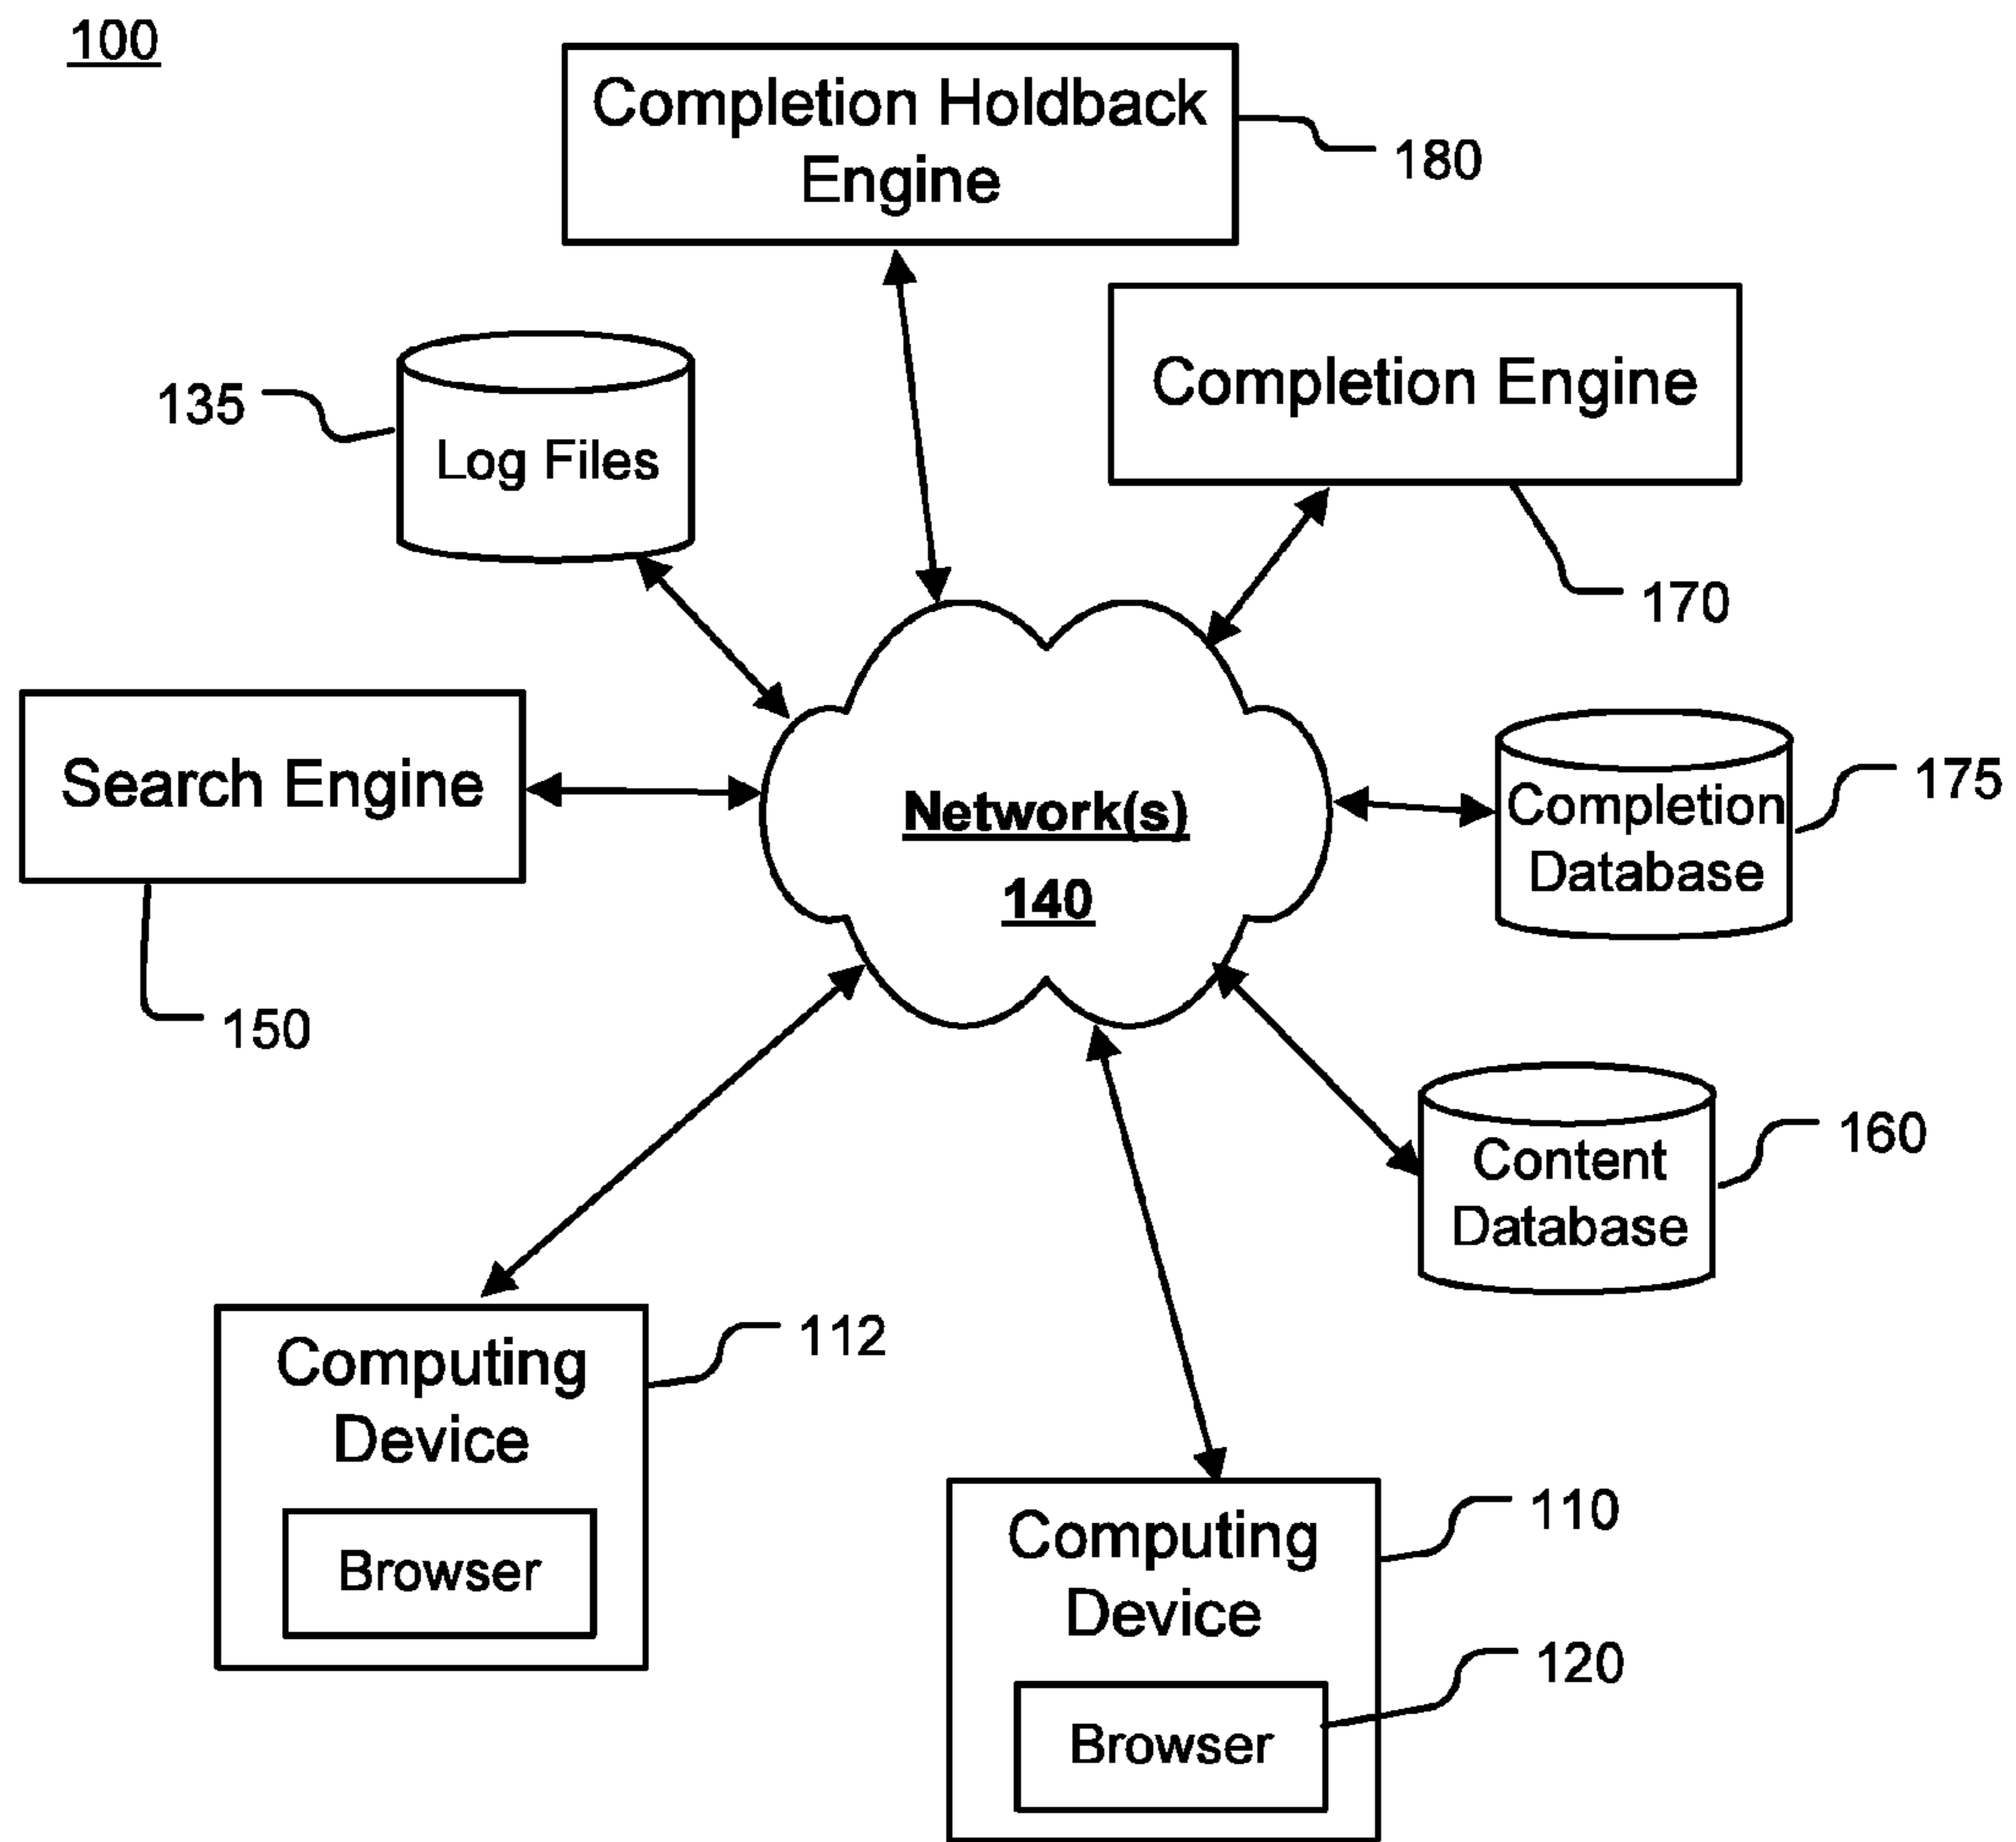 100
Completion Holdback
Engine
180
Completion Engine
170
135
Log Files
Search Engine
150
Network(s)
140
Completion
Database
175
Content
Database
160
Computing
Device
112
Browser
Computing
Device
110
Browser
120